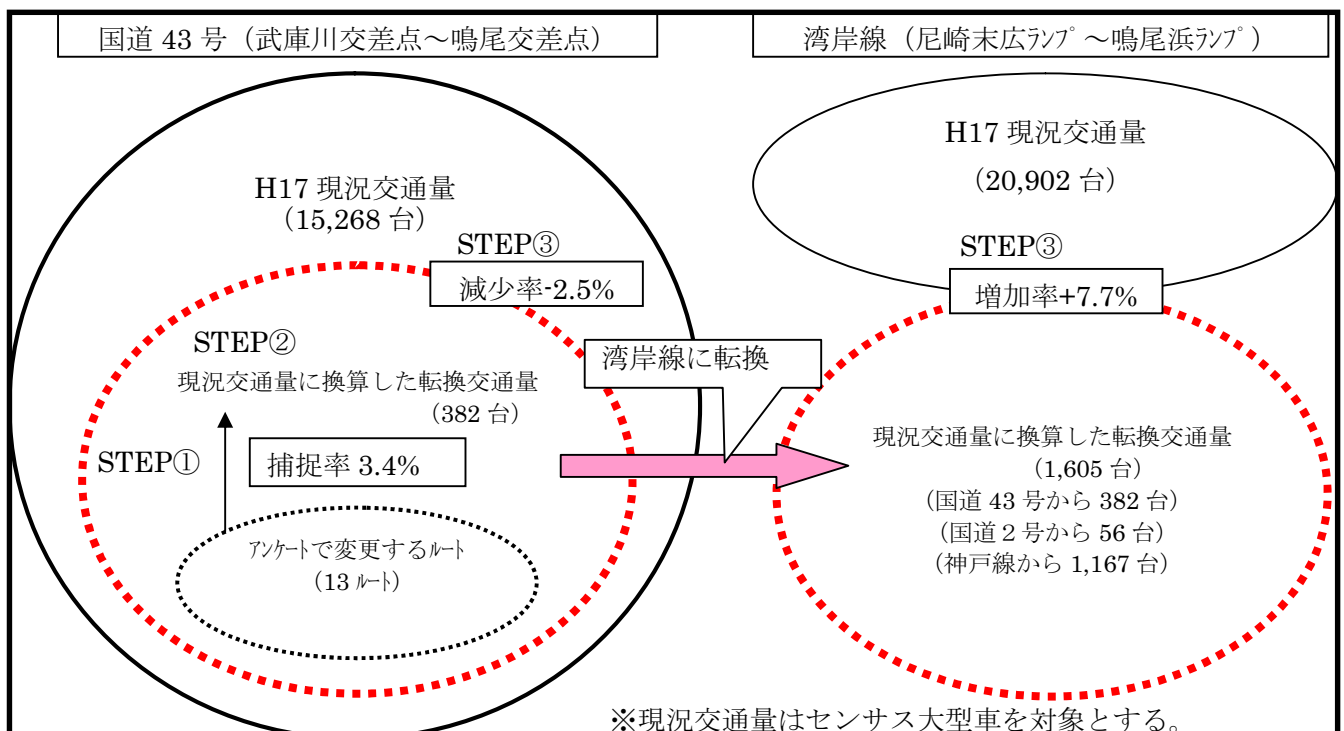 国道 43 号（武庫川交差点～鳴尾交差点）
H17 現況交通量
（15,268 台）
STEP③
減少率-2.5%
STEP②
現況交通量に換算した転換交通量
（382 台）
STEP①
捕捉率 3.4%
ｱﾝｹｰﾄで変更するﾙｰﾄ
（13 ﾙｰﾄ）
湾岸線に転換
湾岸線（尼崎末広ﾗﾝﾌﾟ～鳴尾浜ﾗﾝﾌﾟ）
H17 現況交通量
（20,902 台）
STEP③
増加率+7.7%
現況交通量に換算した転換交通量
（1,605 台）
（国道 43 号から 382 台）
（国道２号から 56 台）
（神戸線から 1,167 台）
※現況交通量はセンサス大型車を対象とする。